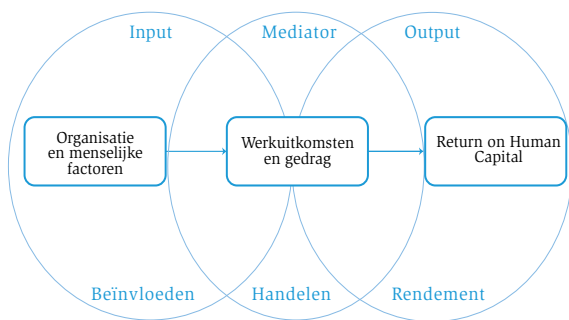 Input
Mediator
Output
Organisatie
en menselijke
factoren
Werkuitkomsten
en gedrag
Return on Human
Capital
Beïnvloeden
Handelen
Rendement